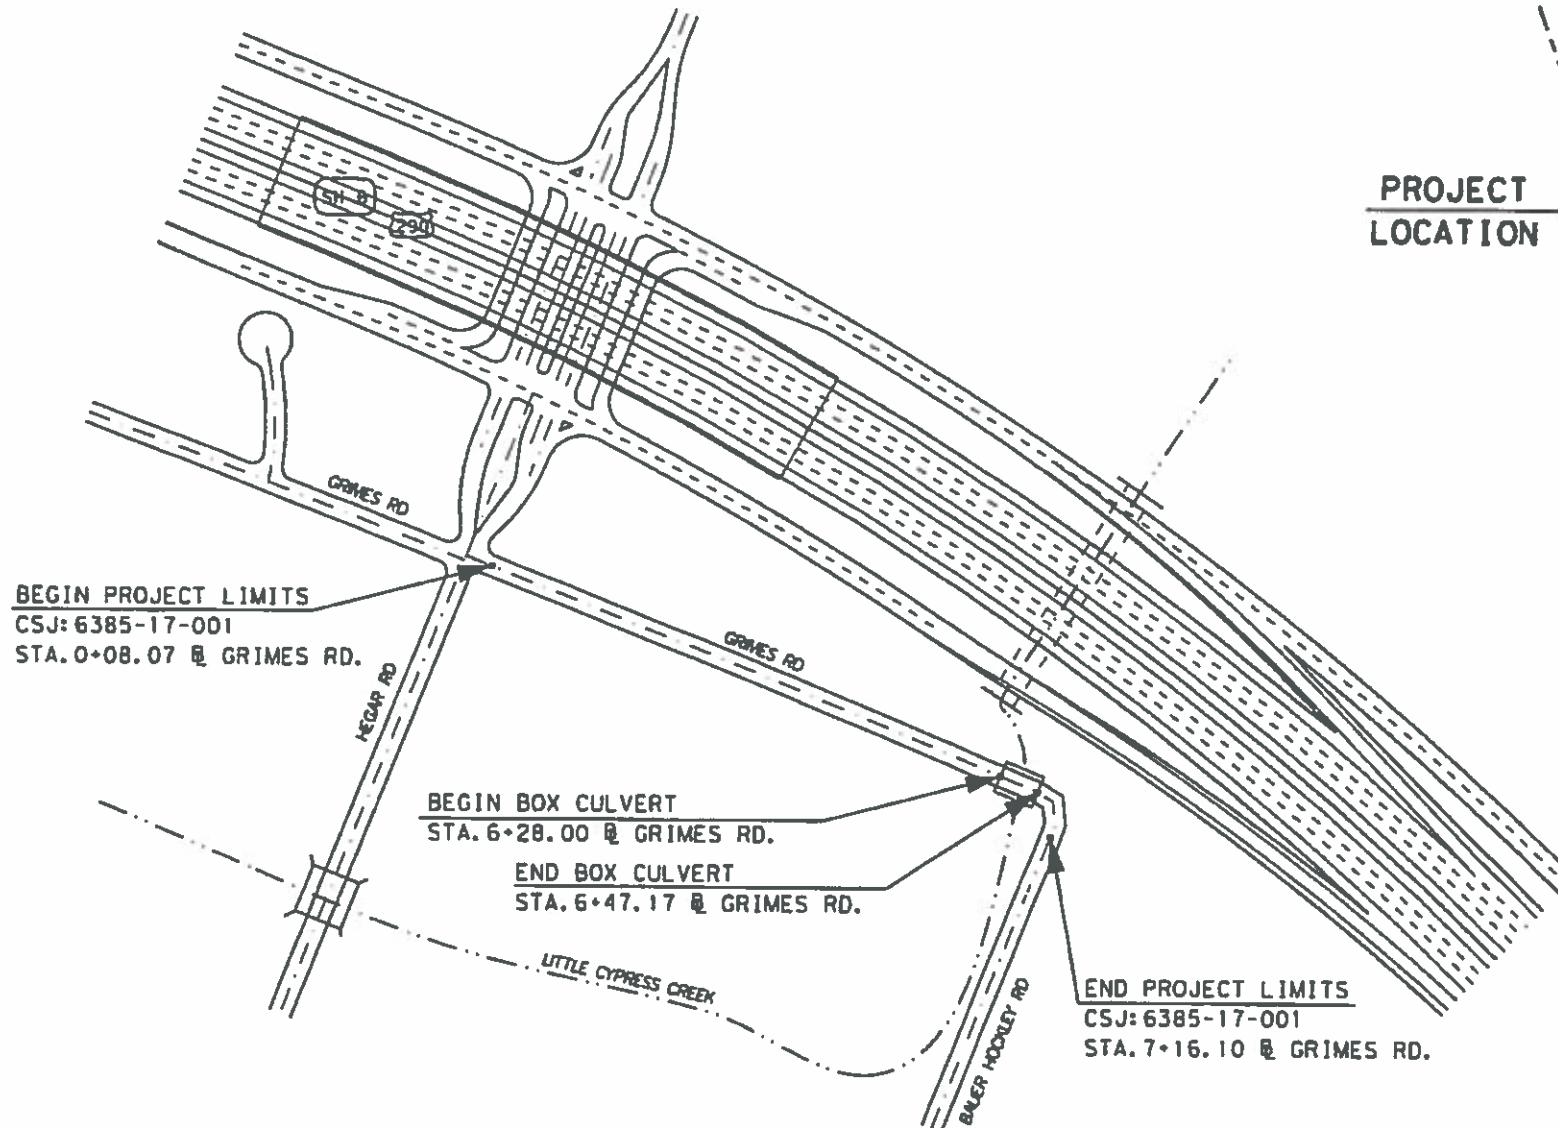 PROJECT
LOCATION
SH 6
290
GRIMES RD
BEGIN PROJECT LIMITS
CSJ: 6385-17-001
STA. 0+08.07 ℄ GRIMES RD.
HEGAR RD
GRIMES RD
BEGIN BOX CULVERT
STA. 6+28.00 ℄ GRIMES RD.
END BOX CULVERT
STA. 6+47.17 ℄ GRIMES RD.
LITTLE CYPRESS CREEK
BAUER HOCKLEY RD
END PROJECT LIMITS
CSJ: 6385-17-001
STA. 7+16.10 ℄ GRIMES RD.